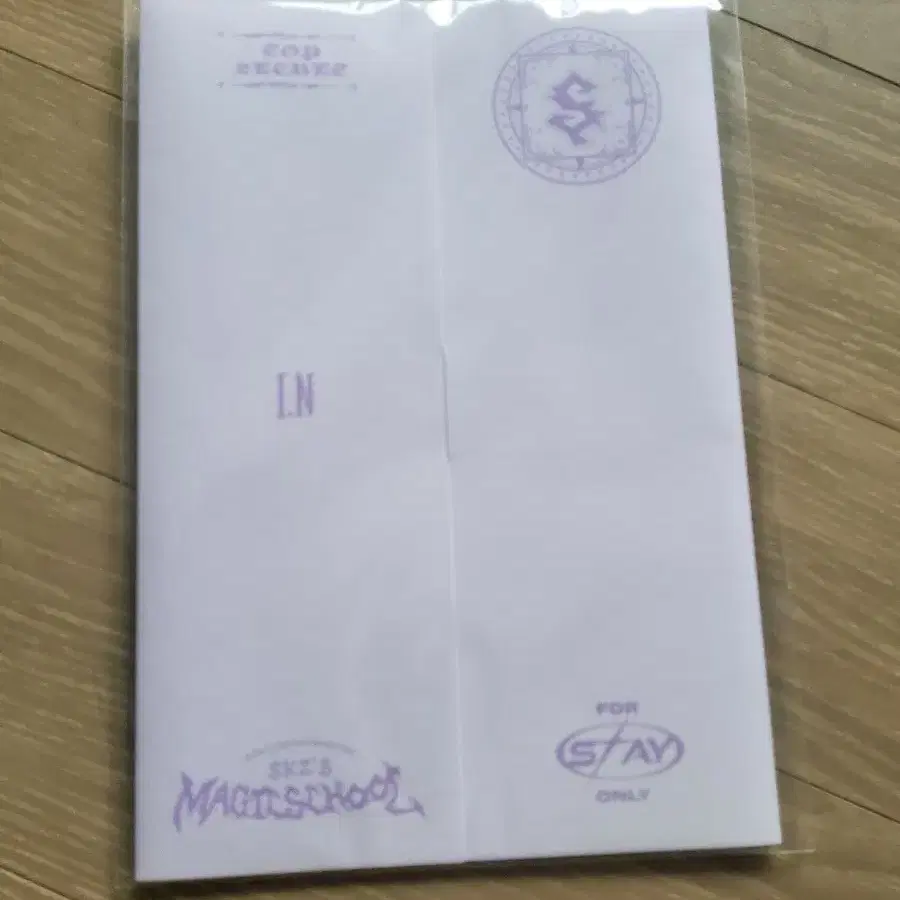 TOP
SECRET
S
I.N
SKZ'S
MAGIC SCHOOL
FOR
STAY
ONLY